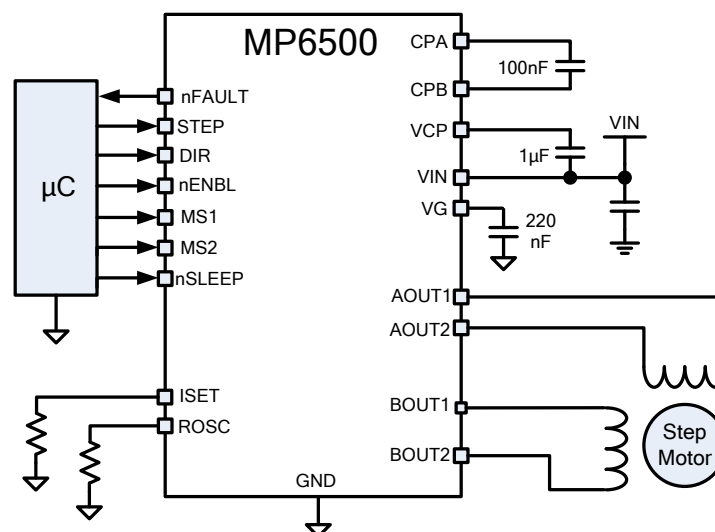 MP6500
µC
nFAULT
STEP
DIR
nENBL
MS1
MS2
nSLEEP
ISET
ROSC
GND
CPA
CPB
VCP
VIN
VG
AOUT1
AOUT2
BOUT1
BOUT2
100nF
1µF
VIN
220
nF
Step
Motor